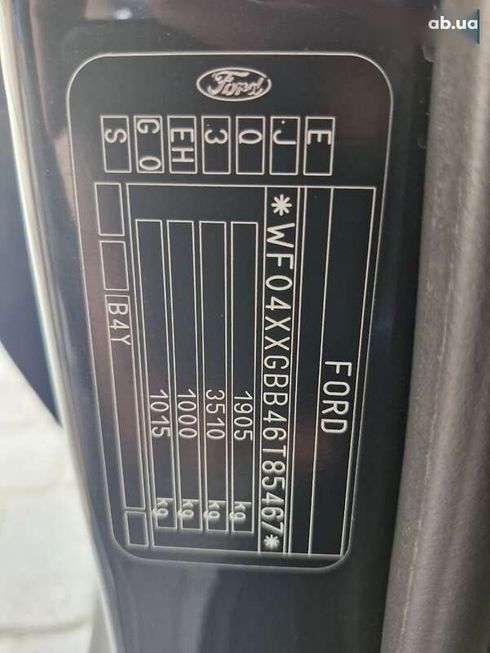 ab.ua
Ford
FORD
*WF04XXGBB46T85467*
1905 kg
3510 kg
1000 kg
1015 kg
B4Y
E
J
Q
3
EH
G 0
S